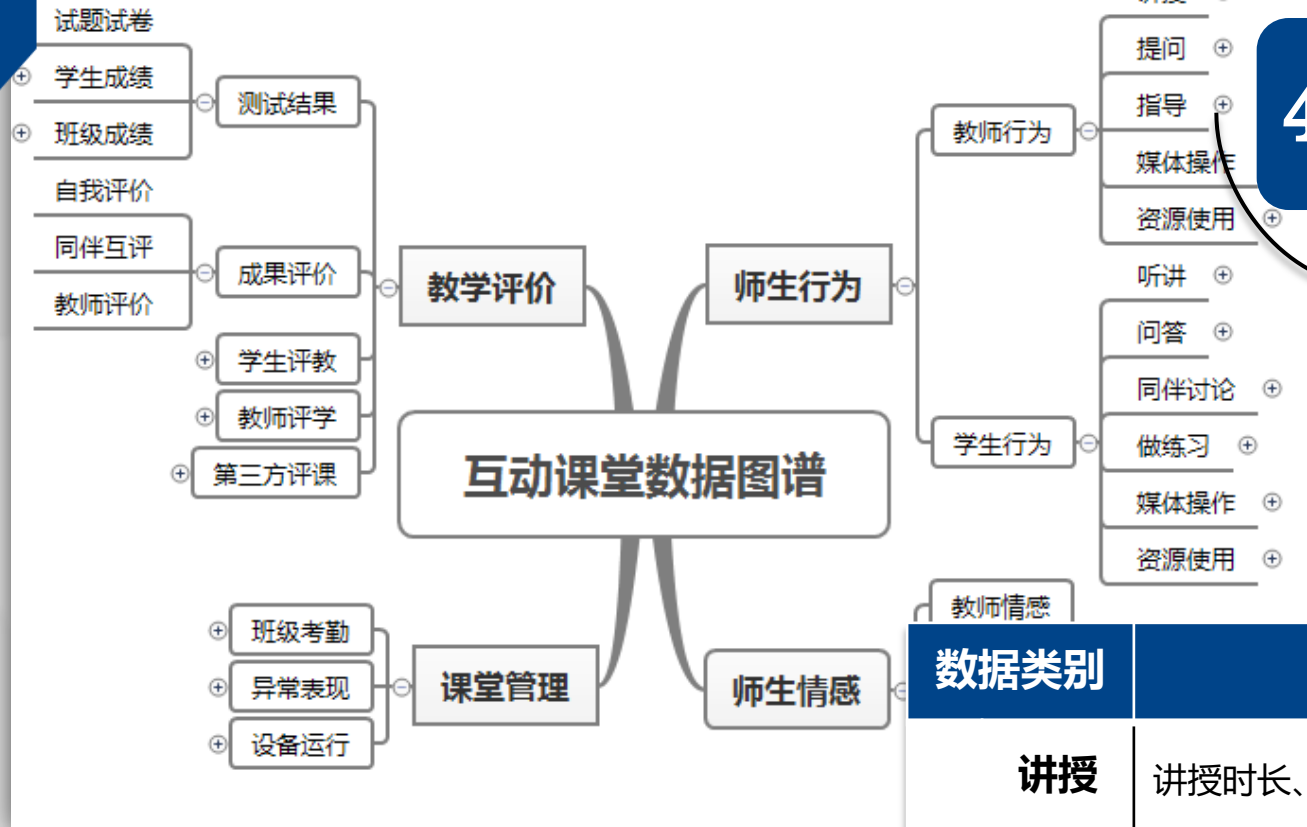 互动课堂数据图谱
教学评价
测试结果
试题试卷
学生成绩
班级成绩
成果评价
自我评价
同伴互评
教师评价
学生评教
教师评学
第三方评课
课堂管理
班级考勤
异常表现
设备运行
师生行为
教师行为
讲授
提问
指导
媒体操作
资源使用
学生行为
听讲
问答
同伴讨论
做练习
媒体操作
资源使用
师生情感
教师情感
数据类别
讲授
讲授时长、